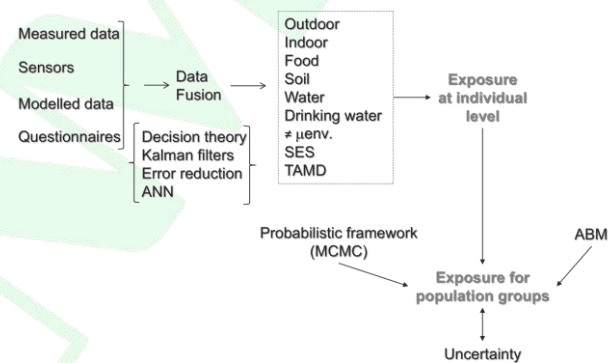 Measured data
Sensors
Modelled data
Questionnaires
Data
Fusion
Decision theory
Kalman filters
Error reduction
ANN
Outdoor
Indoor
Food
Soil
Water
Drinking water
≠ μenv.
SES
TAMD
Exposure
at individual
level
Probabilistic framework
(MCMC)
ABM
Exposure for
population groups
Uncertainty